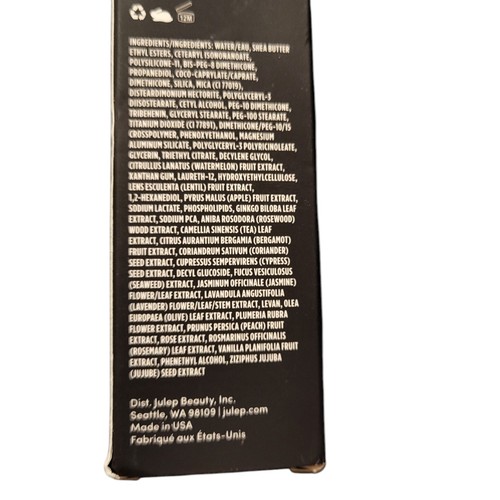 12M
INGREDIENTS/INGREDIENTS: WATER/EAU, SHEA BUTTER
ETHYL ESTERS, CETEARYL ISONONANOATE,
POLYSILICONE-11, BIS-PEG-8 DIMETHICONE,
PROPANEDIOL, COCO-CAPRYLATE/CAPRATE,
DIMETHICONE, SILICA, MICA (CI 77019),
DISTEARDIMONIUM HECTORITE, POLYGLYCERYL-3
DIISOSTEARATE, CETYL ALCOHOL, PEG-10 DIMETHICONE,
TRIBEHENIN, GLYCERYL STEARATE, PEG-100 STEARATE,
TITANIUM DIOXIDE (CI 77891), DIMETHICONE/PEG-10/15
CROSSPOLYMER, PHENOXYETHANOL, MAGNESIUM
ALUMINUM SILICATE, POLYGLYCERYL-3 POLYRICINOLEATE,
GLYCERIN, TRIETHYL CITRATE, DECYLENE GLYCOL,
CITRULLUS LANATUS (WATERMELON) FRUIT EXTRACT,
XANTHAN GUM, LAURETH-12, HYDROXYETHYLCELLULOSE,
LENS ESCULENTA (LENTIL) FRUIT EXTRACT,
1,2-HEXANEDIOL, PYRUS MALUS (APPLE) FRUIT EXTRACT,
SODIUM LACTATE, PHOSPHOLIPIDS, GINKGO BILOBA LEAF
EXTRACT, SODIUM PCA, ANIBA ROSODORA (ROSEWOOD)
WOOD EXTRACT, CAMELLIA SINENSIS (TEA) LEAF
EXTRACT, CITRUS AURANTIUM BERGAMIA (BERGAMOT)
FRUIT EXTRACT, CORIANDRUM SATIVUM (CORIANDER)
SEED EXTRACT, CUPRESSUS SEMPERVIRENS (CYPRESS)
SEED EXTRACT, DECYL GLUCOSIDE, FUCUS VESICULOSUS
(SEAWEED) EXTRACT, JASMINUM OFFICINALE (JASMINE)
FLOWER/LEAF EXTRACT, LAVANDULA ANGUSTIFOLIA
(LAVENDER) FLOWER/LEAF/STEM EXTRACT, LEVAN, OLEA
EUROPAEA (OLIVE) LEAF EXTRACT, PLUMERIA RUBRA
FLOWER EXTRACT, PRUNUS PERSICA (PEACH) FRUIT
EXTRACT, ROSE EXTRACT, ROSMARINUS OFFICINALIS
(ROSEMARY) LEAF EXTRACT, VANILLA PLANIFOLIA FRUIT
EXTRACT, PHENETHYL ALCOHOL, ZIZIPHUS JUJUBA
(JUJUBE) SEED EXTRACT
Dist. Julep Beauty, Inc.
Seattle, WA 98109 | julep.com
Made in USA
Fabriqué aux États-Unis